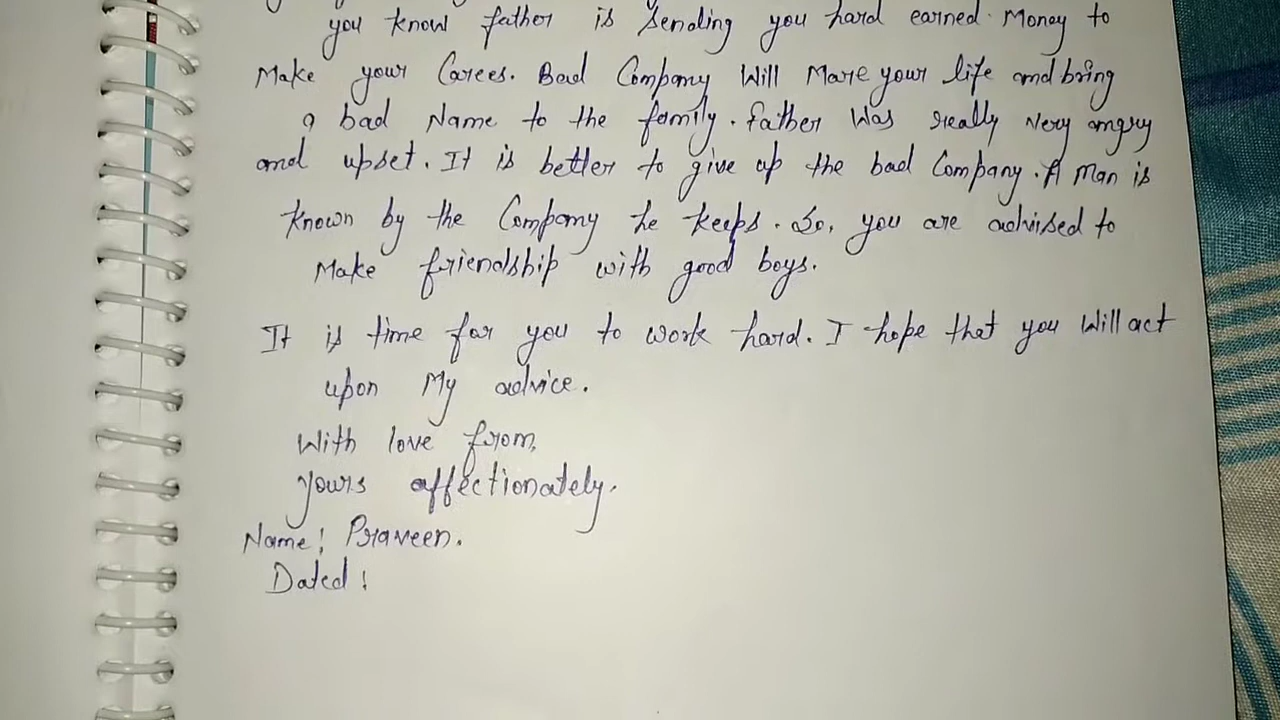 you know father is sending you hard earned Money to
Make your Carees. Bad Company Will Mare your life and bring
a bad Name to the family. father Was really very angry
and upset. It is better to give up the bad Company. A Man is
known by the Company he keeps. So, you are advised to
Make friendship with good boys.
It is time for you to work hard. I hope that you Will act
upon My advice.
With love from,
yours affectionately.
Name: Praveen.
Dated: